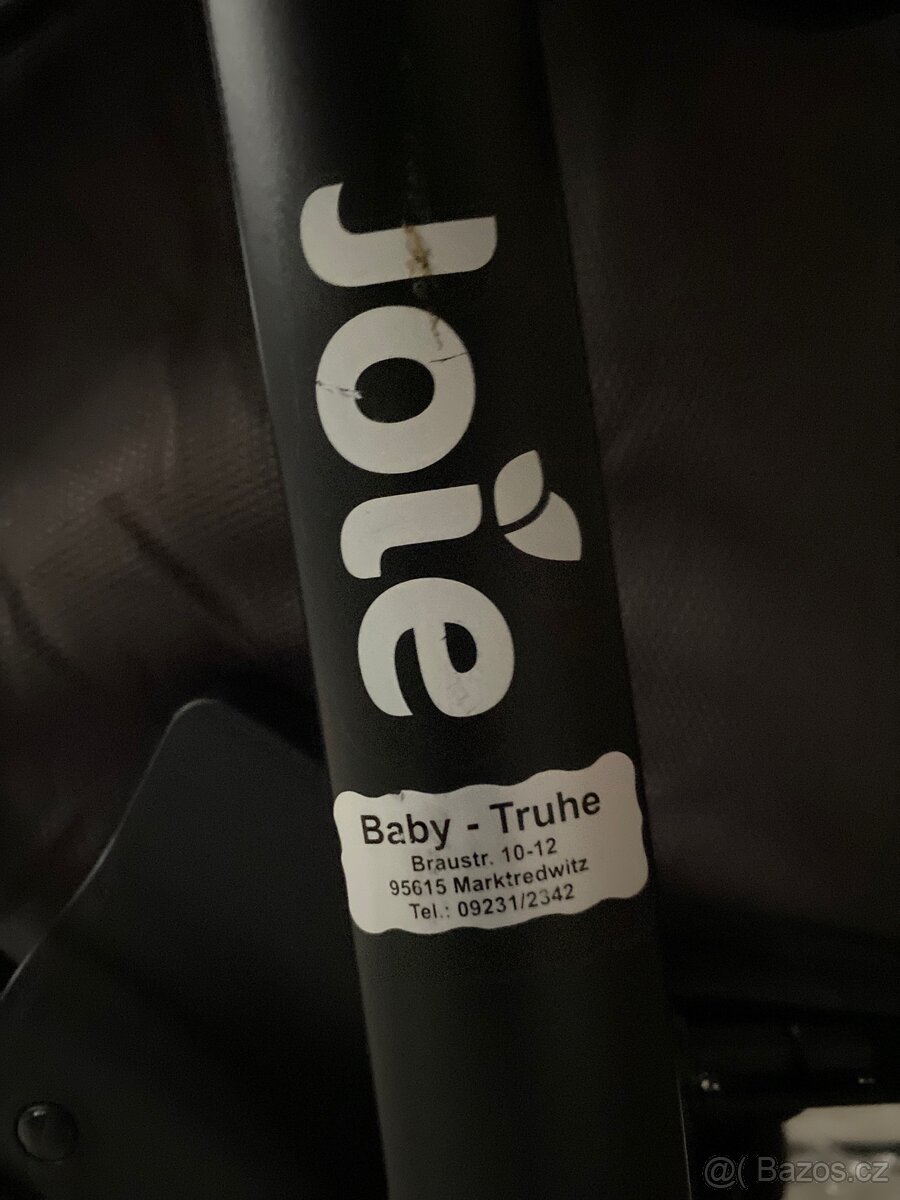 Joie
Baby - Truhe
Braustr. 10-12
95615 Marktredwitz
Tel.: 09231/2342
@( Bazos.cz